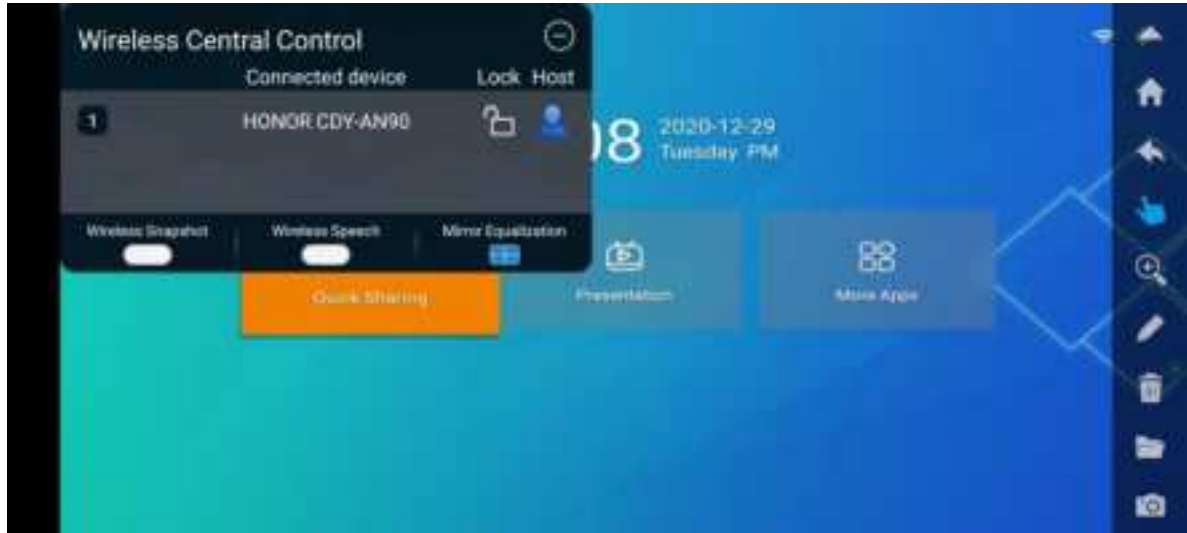 Wireless Central Control
Connected device Lock Host
1 HONOR CDY-AN90
08 2020-12-29
Tuesday PM
Wireless Snapshot Wireless Speech Mirror Equalization
Quick Sharing Presentation More Apps